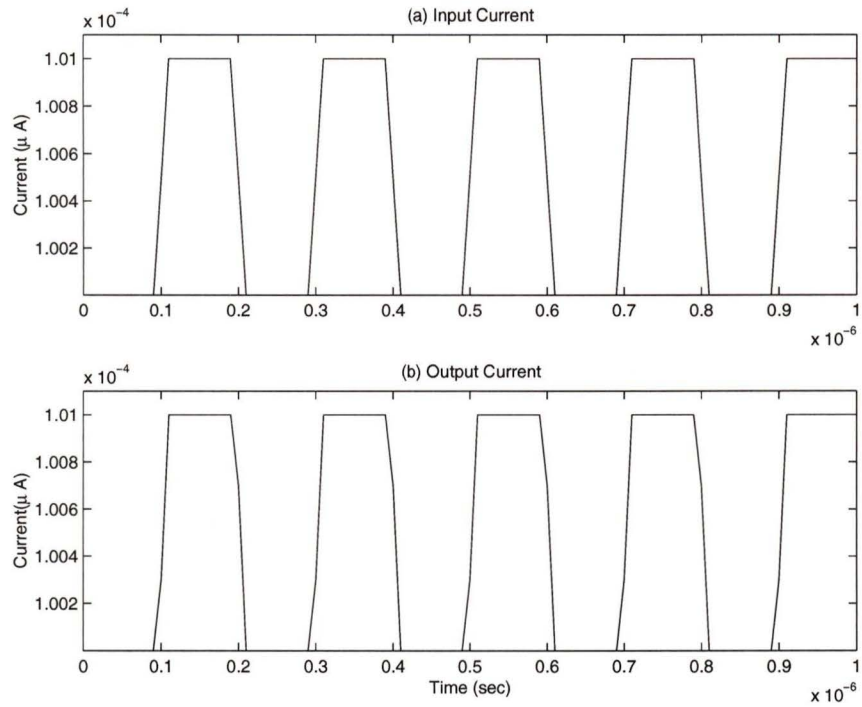 (a) Input Current
x 10⁻⁴
1.01
1.008
1.006
1.004
1.002
Current (μ A)
0 0.1 0.2 0.3 0.4 0.5 0.6 0.7 0.8 0.9 1
x 10⁻⁶
(b) Output Current
x 10⁻⁴
1.01
1.008
1.006
1.004
1.002
Current(μ A)
0 0.1 0.2 0.3 0.4 0.5 0.6 0.7 0.8 0.9 1
Time (sec)
x 10⁻⁶